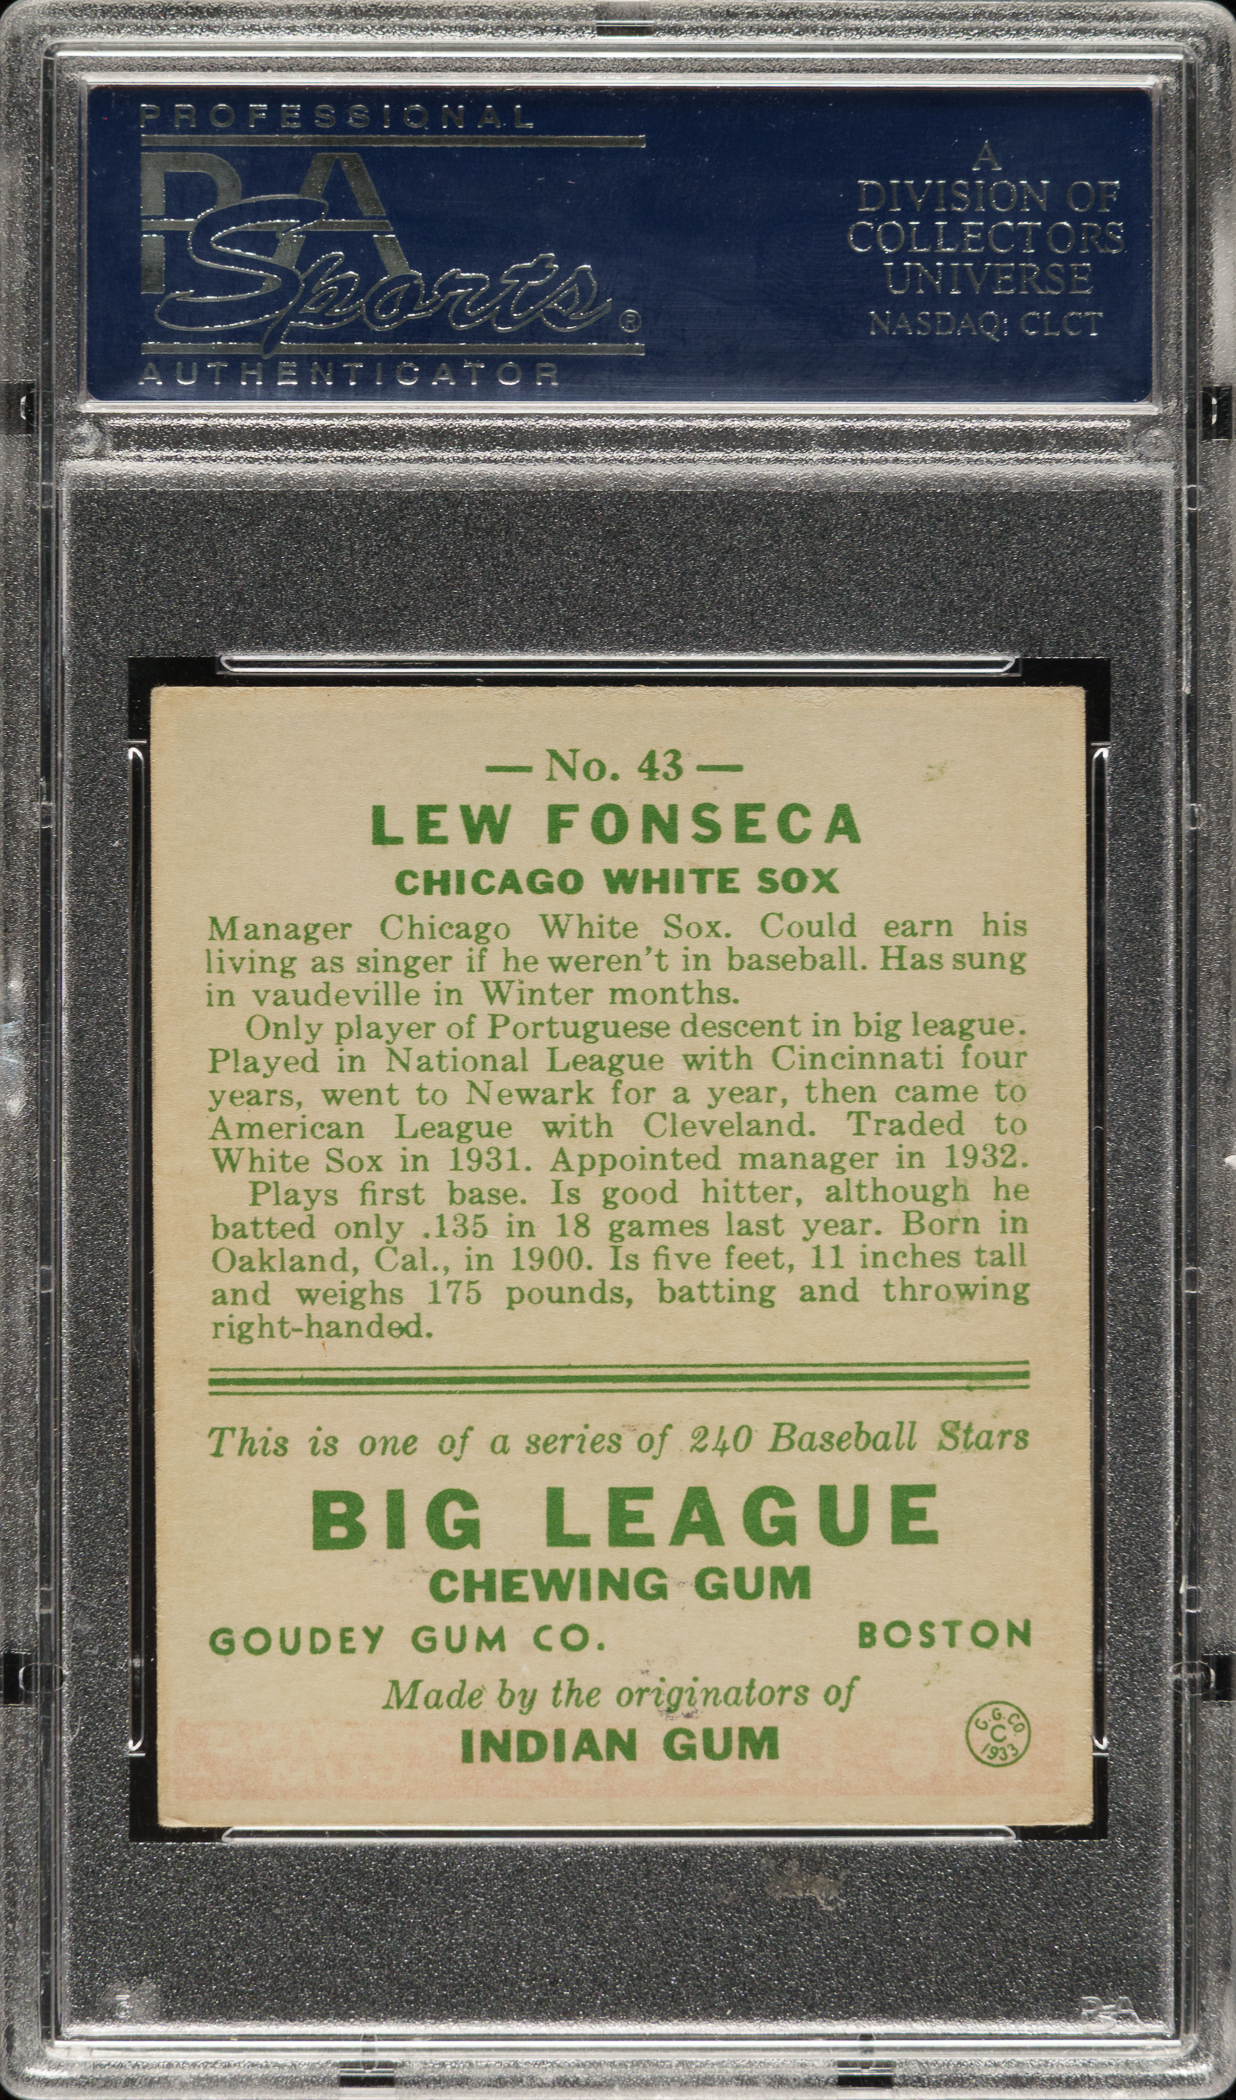 PROFESSIONAL
PSA
Sports®
AUTHENTICATOR
A
DIVISION OF
COLLECTORS
UNIVERSE
NASDAQ: CLCT
— No. 43 —
LEW FONSECA
CHICAGO WHITE SOX
Manager Chicago White Sox. Could earn his
living as singer if he weren't in baseball. Has sung
in vaudeville in Winter months.
Only player of Portuguese descent in big league.
Played in National League with Cincinnati four
years, went to Newark for a year, then came to
American League with Cleveland. Traded to
White Sox in 1931. Appointed manager in 1932.
Plays first base. Is good hitter, although he
batted only .135 in 18 games last year. Born in
Oakland, Cal., in 1900. Is five feet, 11 inches tall
and weighs 175 pounds, batting and throwing
right-handed.
This is one of a series of 240 Baseball Stars
BIG LEAGUE
CHEWING GUM
GOUDEY GUM CO. BOSTON
Made by the originators of
INDIAN GUM
G.G.CO.
C
1933
5
PSA